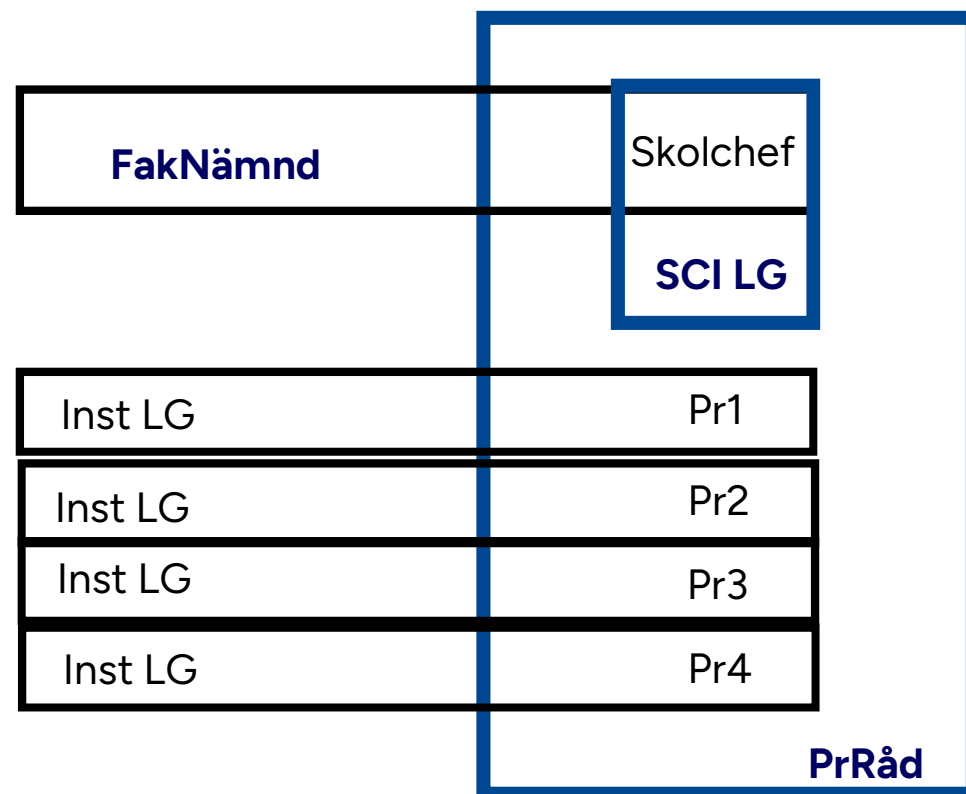 FakNämnd
Skolchef
SCI LG
Inst LG
Pr1
Inst LG
Pr2
Inst LG
Pr3
Inst LG
Pr4
PrRåd